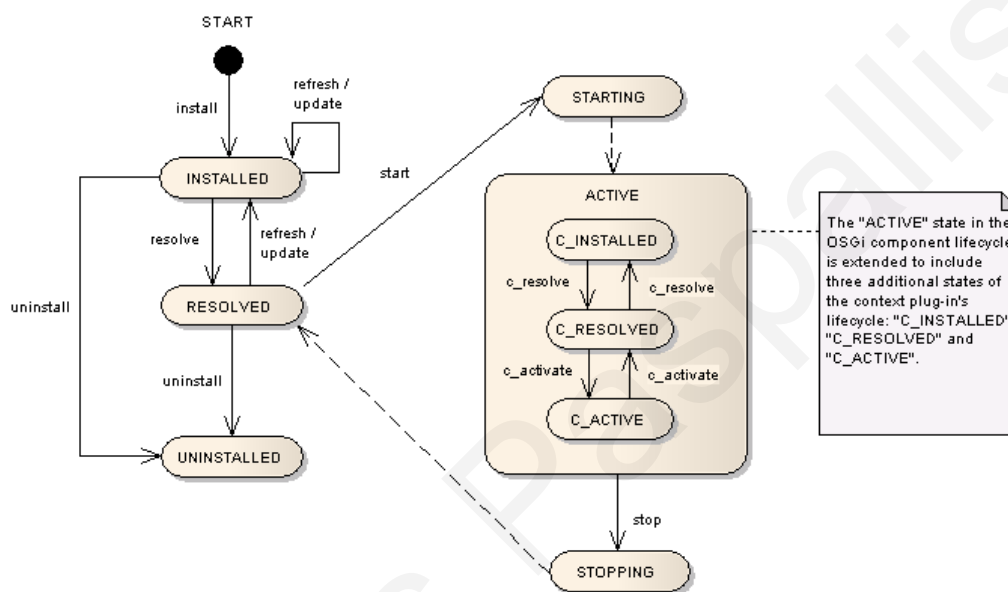 START
refresh /
update
install
STARTING
INSTALLED
start
ACTIVE
The "ACTIVE" state in the
OSGi component lifecycle
is extended to include
three additional states of
the context plug-in's
lifecycle: "C_INSTALLED"
"C_RESOLVED" and
"C_ACTIVE".
C_INSTALLED
resolve
refresh /
update
c_resolve
c_resolve
uninstall
RESOLVED
C_RESOLVED
uninstall
c_activate
c_activate
C_ACTIVE
UNINSTALLED
stop
STOPPING
Paspallis